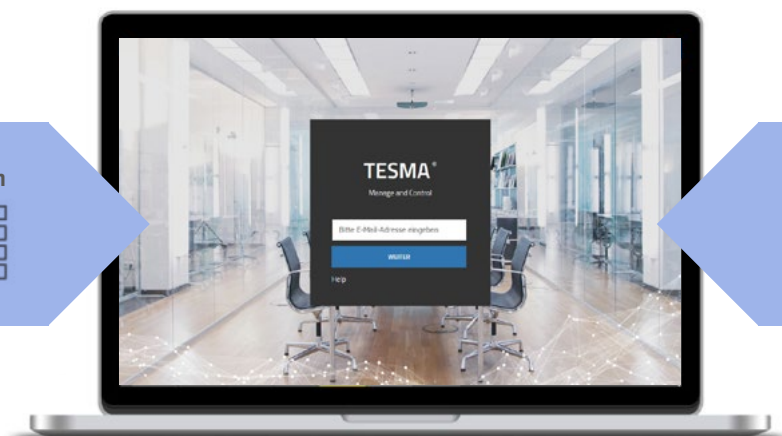 TESMA®
Manage and Control
Bitte E-Mail-Adresse eingeben
WEITER
Help